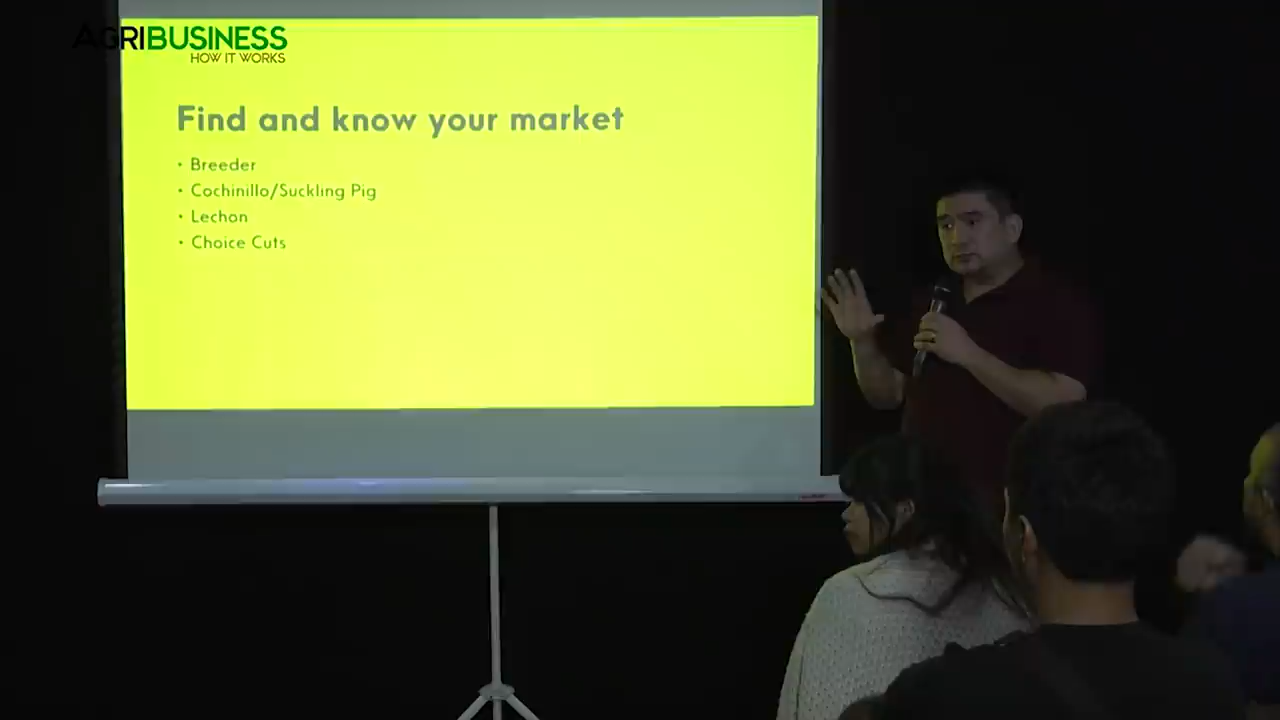 AGRIBUSINESS
HOW IT WORKS
Find and know your market
• Breeder
• Cochinillo/Suckling Pig
• Lechon
• Choice Cuts